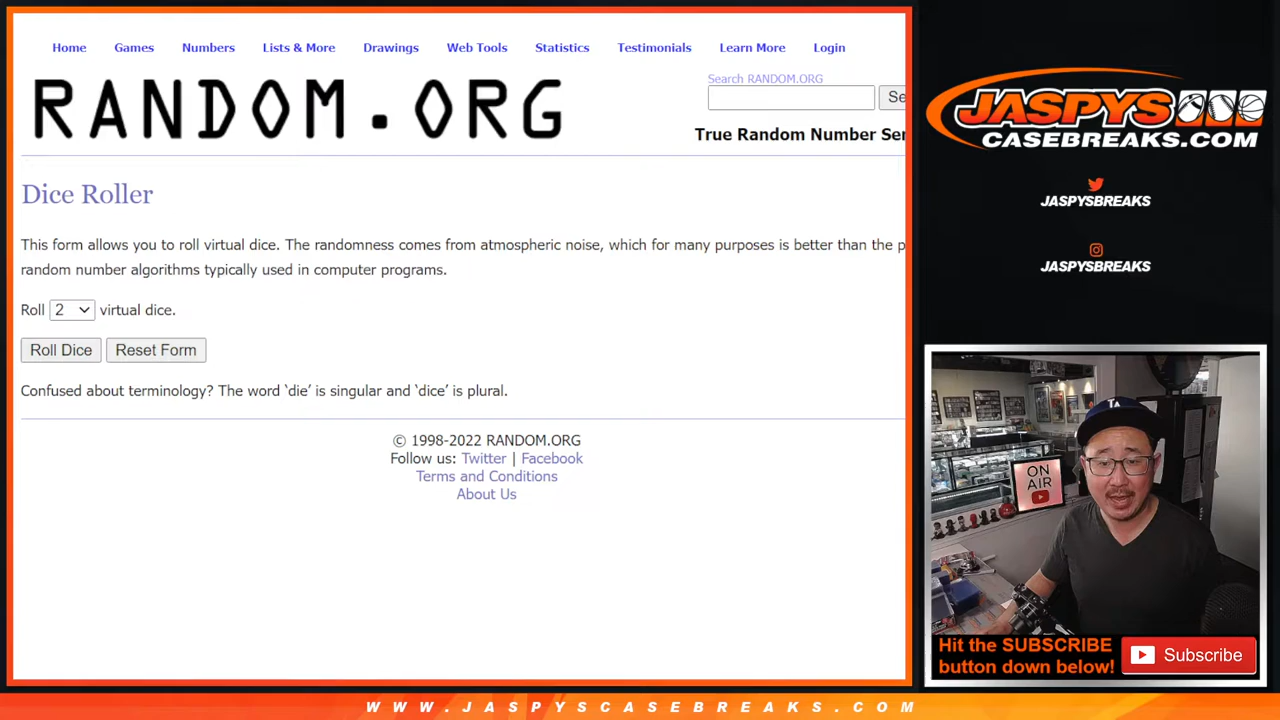 Home Games Numbers Lists & More Drawings Web Tools Statistics Testimonials Learn More Login
RANDOM.ORG
Search RANDOM.ORG
Se
True Random Number Ser
Dice Roller
This form allows you to roll virtual dice. The randomness comes from atmospheric noise, which for many purposes is better than the p
random number algorithms typically used in computer programs.
Roll 2 virtual dice.
Roll Dice Reset Form
Confused about terminology? The word ‘die’ is singular and ‘dice’ is plural.
© 1998-2022 RANDOM.ORG
Follow us: Twitter | Facebook
Terms and Conditions
About Us
JASPYS
CASEBREAKS.COM
JASPYSBREAKS
JASPYSBREAKS
ON
AIR
LA
Hit the SUBSCRIBE
button down below!
Subscribe
WWW.JASPYSCASEBREAKS.COM